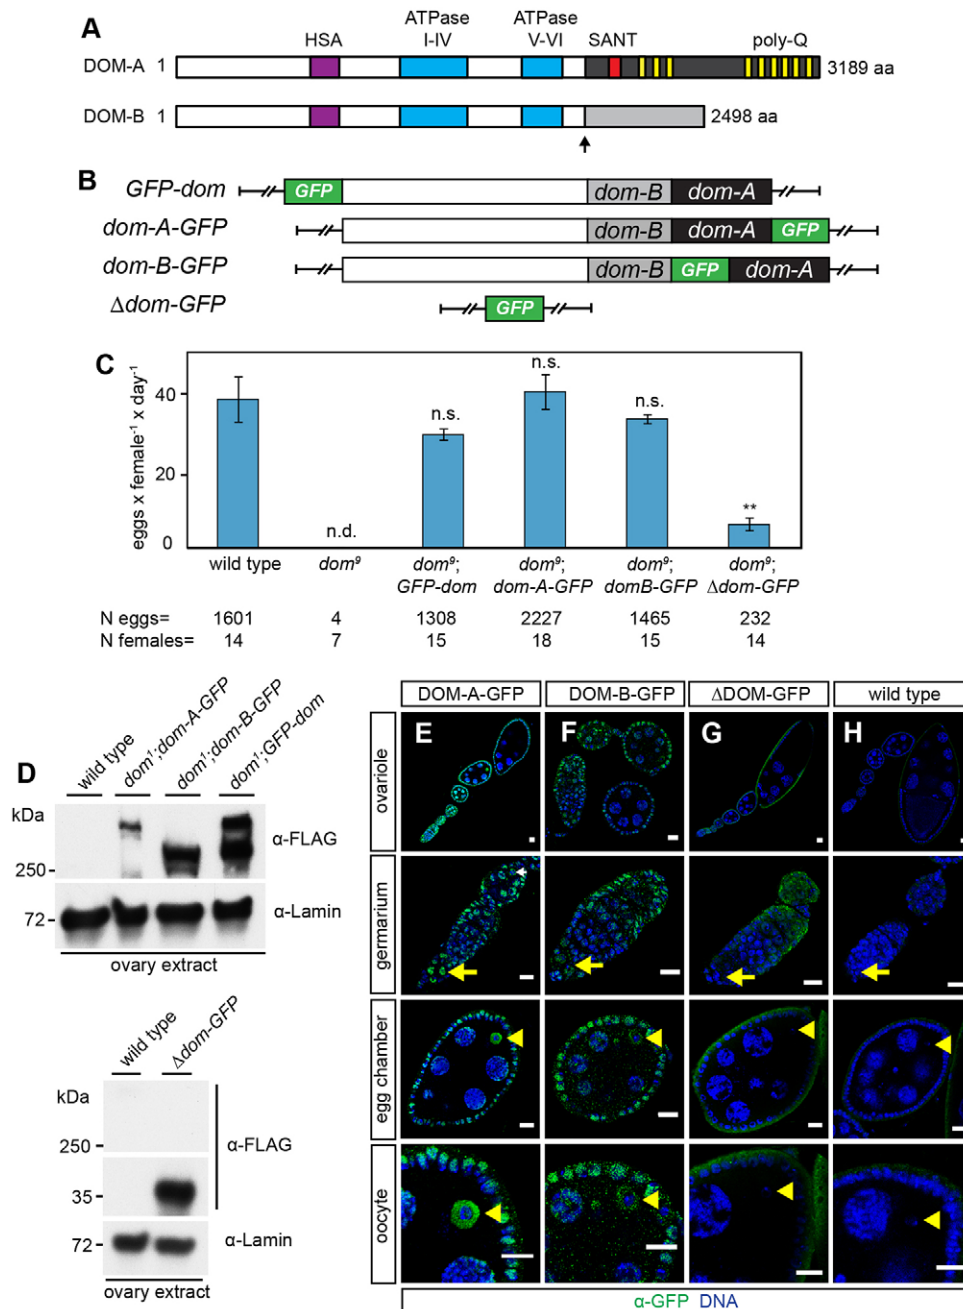 A
HSA
ATPase I-IV
ATPase V-VI
SANT
poly-Q
DOM-A 1
3189 aa
DOM-B 1
2498 aa
B
GFP-dom
GFP
dom-B
dom-A
dom-A-GFP
dom-B
dom-A
GFP
dom-B-GFP
dom-B
GFP
dom-A
Δdom-GFP
GFP
C
eggs x female⁻¹ x day⁻¹
40
20
0
n.d.
n.s.
n.s.
n.s.
**
wild type
dom⁹
dom⁹; GFP-dom
dom⁹; dom-A-GFP
dom⁹; domB-GFP
dom⁹; Δdom-GFP
N eggs= 1601 4 1308 2227 1465 232
N females= 14 7 15 18 15 14
D
wild type
dom¹;dom-A-GFP
dom¹;dom-B-GFP
dom¹;GFP-dom
kDa
250
72
α-FLAG
α-Lamin
ovary extract
wild type
Δdom-GFP
kDa
250
35
72
α-FLAG
α-Lamin
ovary extract
DOM-A-GFP
DOM-B-GFP
ΔDOM-GFP
wild type
E
F
G
H
ovariole
germarium
egg chamber
oocyte
α-GFP DNA